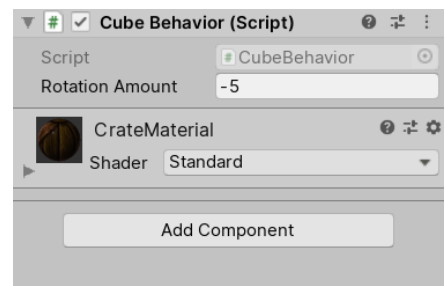 Cube Behavior (Script)
Script CubeBehavior
Rotation Amount -5
CrateMaterial
Shader Standard
Add Component